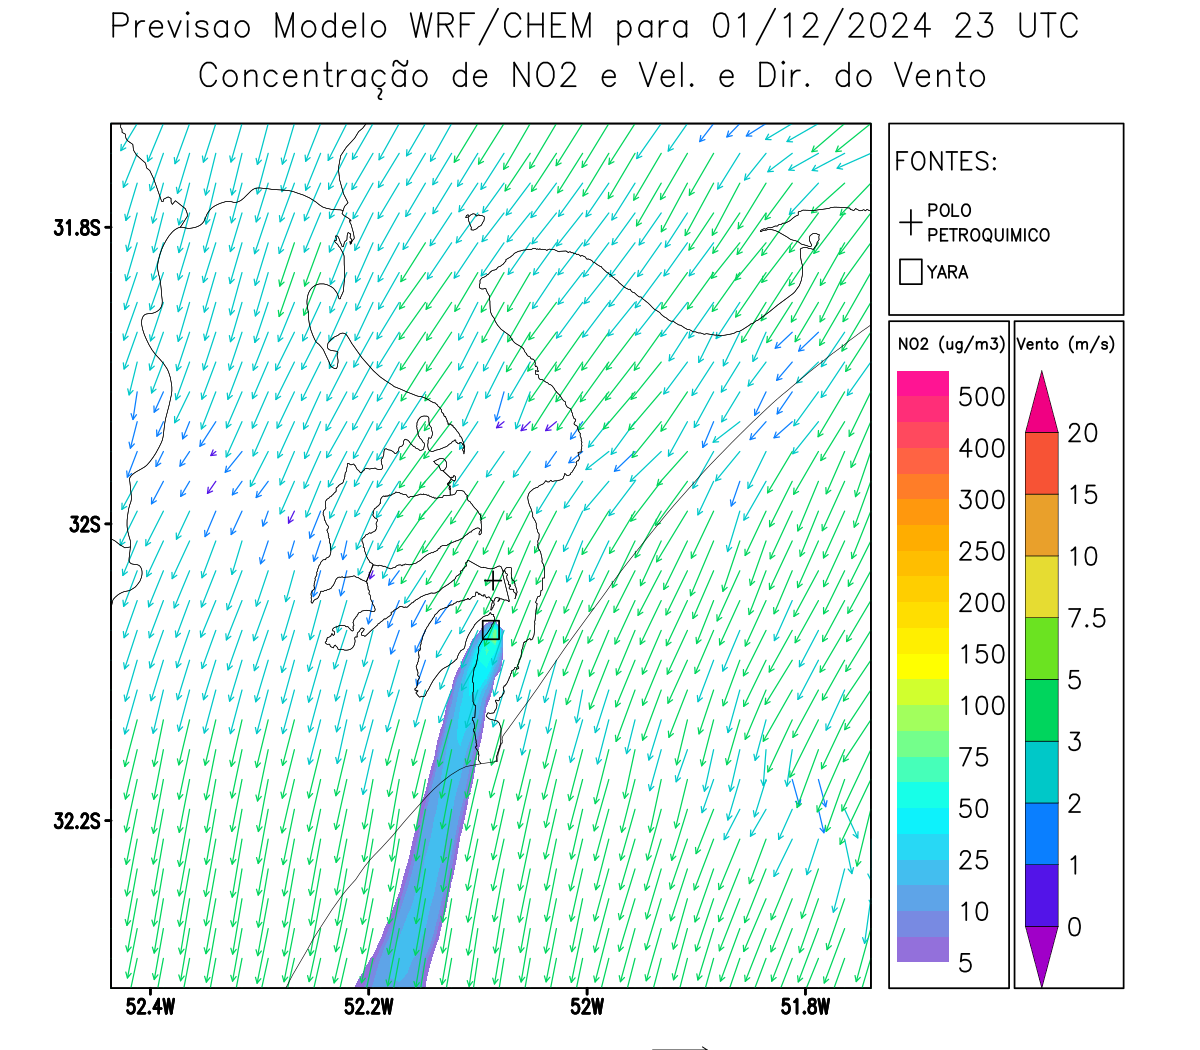 Previsao Modelo WRF/CHEM para 01/12/2024 23 UTC
Concentração de NO2 e Vel. e Dir. do Vento
FONTES:
POLO
PETROQUIMICO
YARA
31.8S
32S
32.2S
52.4W
52.2W
52W
51.8W
NO2 (ug/m3)
500
400
300
250
200
150
100
75
50
25
10
5
Vento (m/s)
20
15
10
7.5
5
3
2
1
0